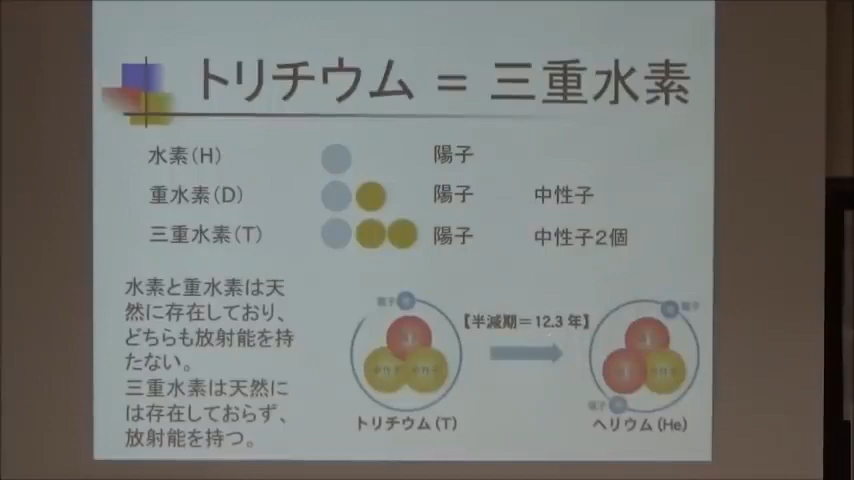 トリチウム = 三重水素
水素(H) 陽子
重水素(D) 陽子 中性子
三重水素(T) 陽子 中性子2個
水素と重水素は天
然に存在しており、
どちらも放射能を持
たない。
三重水素は天然に
は存在しておらず、
放射能を持つ。
【半減期=12.3 年】
トリチウム(T)
ヘリウム(He)